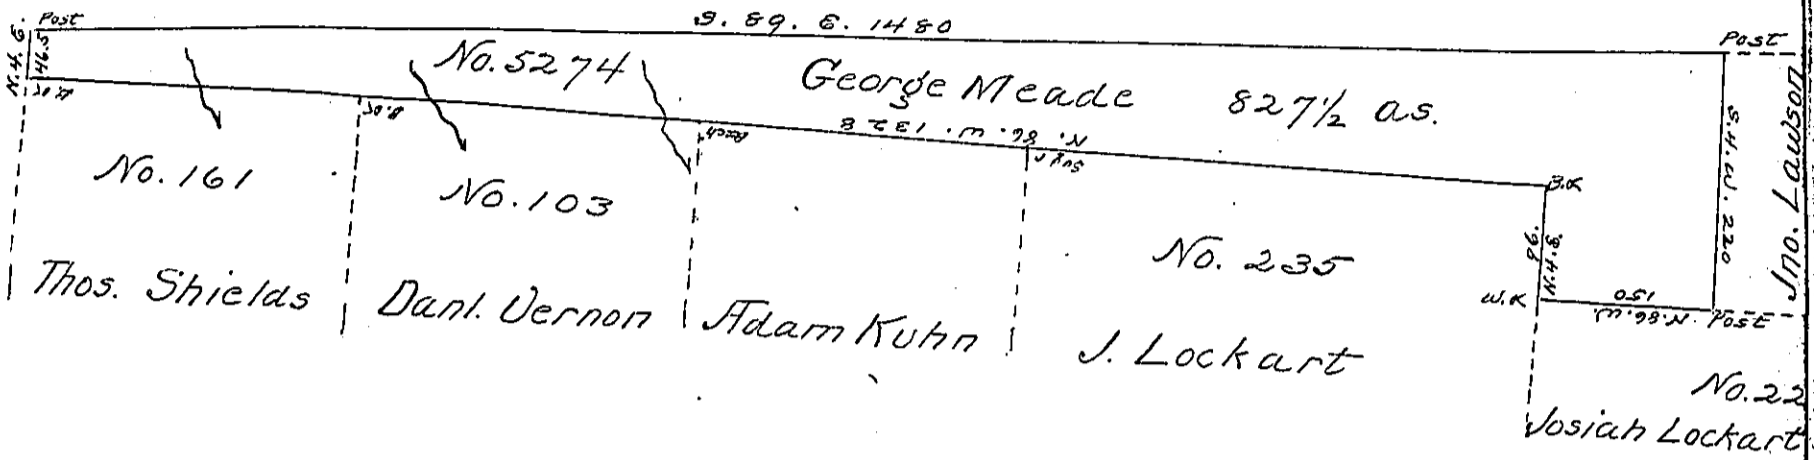 Post
S. 89. E. 1480
Post
N. 4. E.
46.5
No. 5274
George Meade
827½ as.
N. 86. W. 1328
Beech
B.K
S.4.W. 220
Jno. Lawson
No. 161
No. 103
No. 235
96.
N.4.E.
W.K
150
N. 86. W.
Post
Thos. Shields
Danl. Vernon
Adam Kuhn
J. Lockart
No. 22
Josiah Lockart